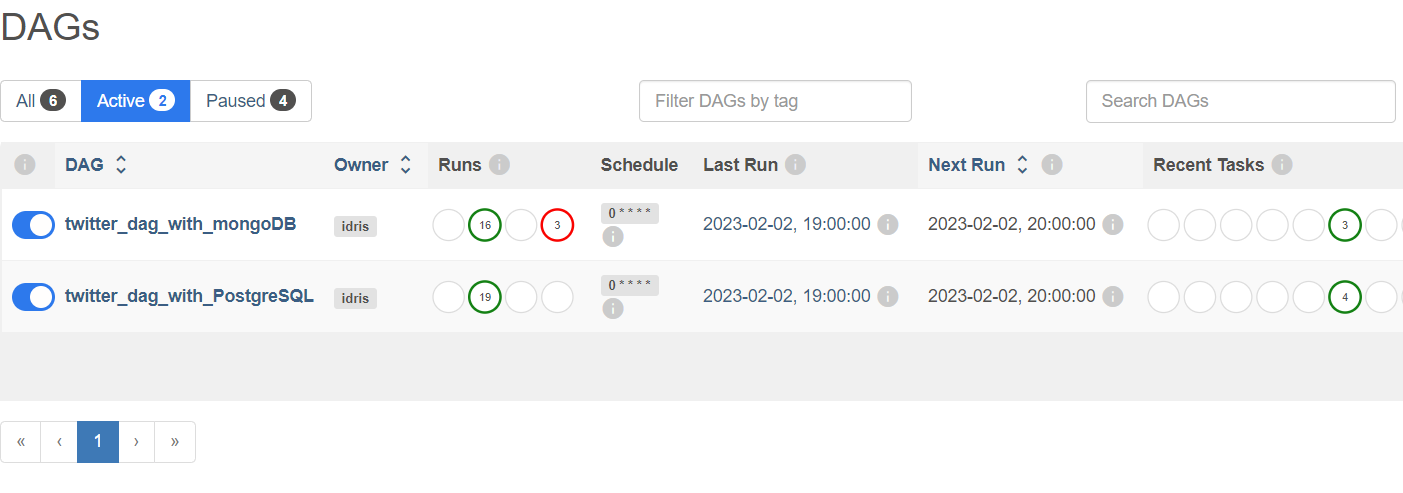 DAGs
All 6 Active 2 Paused 4 Filter DAGs by tag Search DAGs
i DAG Owner Runs i Schedule Last Run i Next Run i Recent Tasks i
twitter_dag_with_mongoDB idris 16 3 0 * * * * i 2023-02-02, 19:00:00 i 2023-02-02, 20:00:00 i 3
twitter_dag_with_PostgreSQL idris 19 0 * * * * i 2023-02-02, 19:00:00 i 2023-02-02, 20:00:00 i 4
« ‹ 1 › »